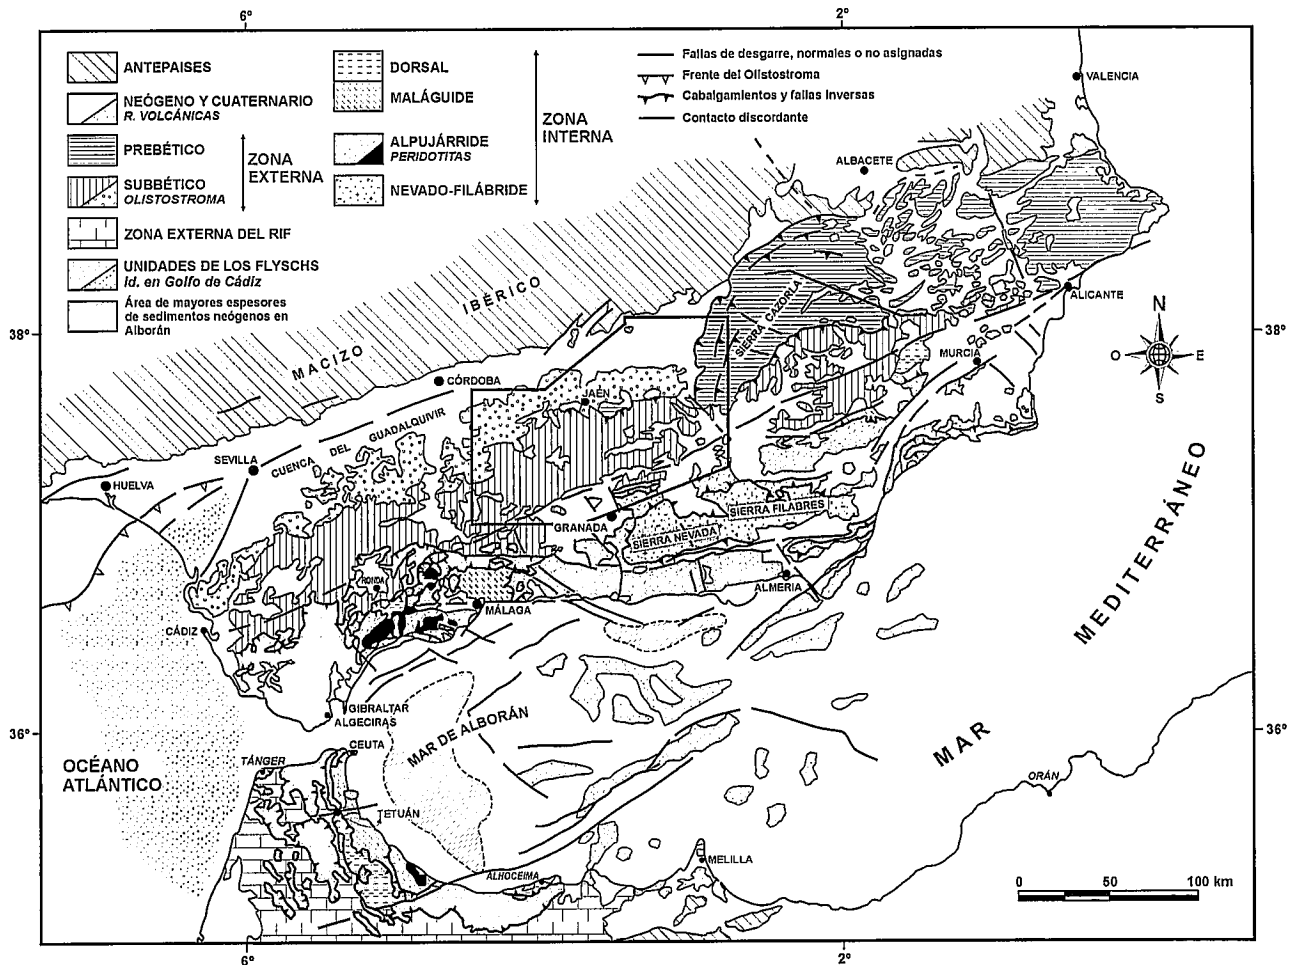 6°
2°
ANTEPAISES
NEÓGENO Y CUATERNARIO
R. VOLCÁNICAS
PREBÉTICO
SUBBÉTICO
OLISTOSTROMA
ZONA
EXTERNA
ZONA EXTERNA DEL RIF
UNIDADES DE LOS FLYSCHS
Id. en Golfo de Cádiz
Área de mayores espesores
de sedimentos neógenos en
Alborán
DORSAL
MALÁGUIDE
ALPUJÁRRIDE
PERIDOTITAS
NEVADO-FILÁBRIDE
ZONA
INTERNA
Fallas de desgarre, normales o no asignadas
Frente del Olistostroma
Cabalgamientos y fallas inversas
Contacto discordante
VALENCIA
ALBACETE
MACIZO IBÉRICO
38°
38°
SIERRA CAZORLA
ALICANTE
N
O
E
S
MURCIA
CÓRDOBA
JAÉN
CUENCA DEL GUADALQUIVIR
SEVILLA
HUELVA
GRANADA
SIERRA FILABRES
SIERRA NEVADA
MAR MEDITERRÁNEO
RONDA
ALMERIA
MÁLAGA
CÁDIZ
GIBRALTAR
ALGECIRAS
36°
36°
MAR DE ALBORÁN
CEUTA
TÁNGER
OCÉANO
ATLÁNTICO
ORÁN
TETUÁN
MELILLA
ALHOCEIMA
0 50 100 km
6°
2°